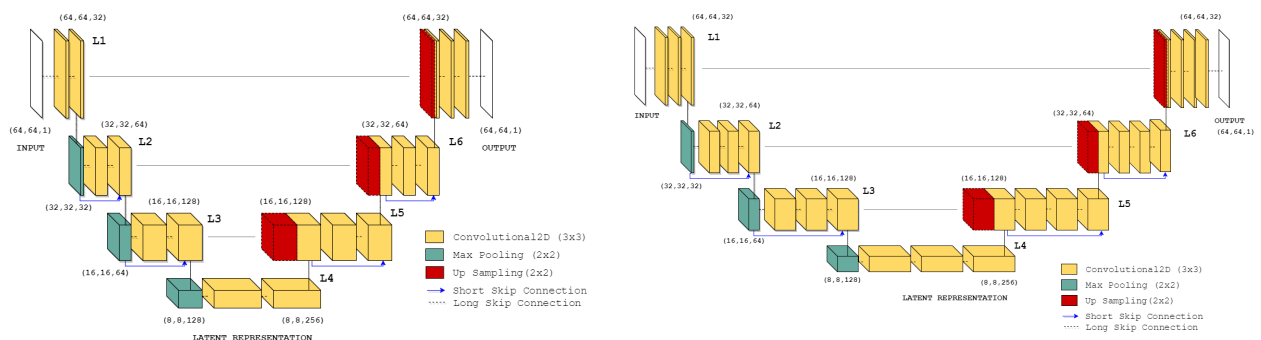 (64,64,32)
(64,64,32)
L1
(64,64,1)
INPUT
(32,32,64)
L2
(32,32,64)
L6
(64,64,1)
OUTPUT
(32,32,32)
(16,16,128)
L3
(16,16,128)
L5
(16,16,64)
L4
(8,8,128)
(8,8,256)
LATENT REPRESENTATION
Convolutional2D (3x3)
Max Pooling (2x2)
Up Sampling(2x2)
Short Skip Connection
Long Skip Connection
(64,64,32)
(64,64,32)
L1
INPUT
(64,64,1)
(32,32,64)
L2
(32,32,64)
L6
OUTPUT
(64,64,1)
(32,32,32)
(16,16,128)
L3
(16,16,128)
L5
(16,16,64)
L4
(8,8,128)
(8,8,256)
LATENT REPRESENTATION
Convolutional2D (3x3)
Max Pooling (2x2)
Up Sampling(2x2)
Short Skip Connection
Long Skip Connection